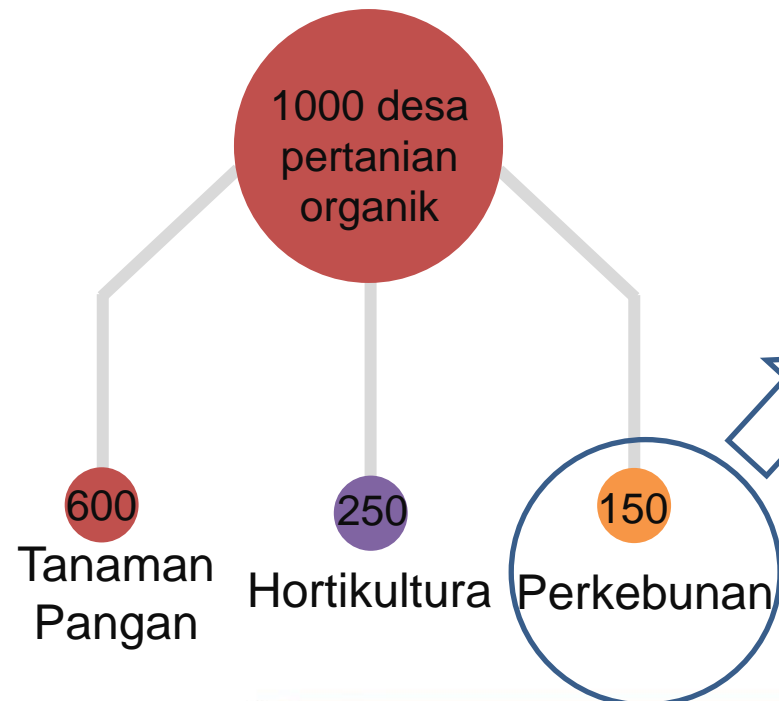 1000 desa
pertanian
organik
600
Tanaman
Pangan
250
Hortikultura
150
Perkebunan